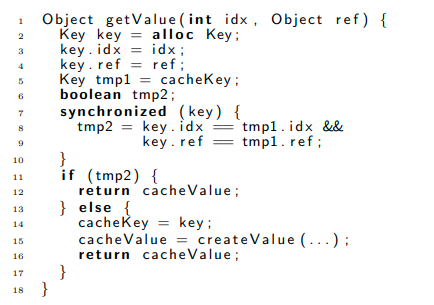 1 Object getValue(int idx, Object ref) {
2 Key key = alloc Key;
3 key.idx = idx;
4 key.ref = ref;
5 Key tmp1 = cacheKey;
6 boolean tmp2;
7 synchronized (key) {
8 tmp2 = key.idx == tmp1.idx &&
9 key.ref == tmp1.ref;
10 }
11 if (tmp2) {
12 return cacheValue;
13 } else {
14 cacheKey = key;
15 cacheValue = createValue(...);
16 return cacheValue;
17 }
18 }